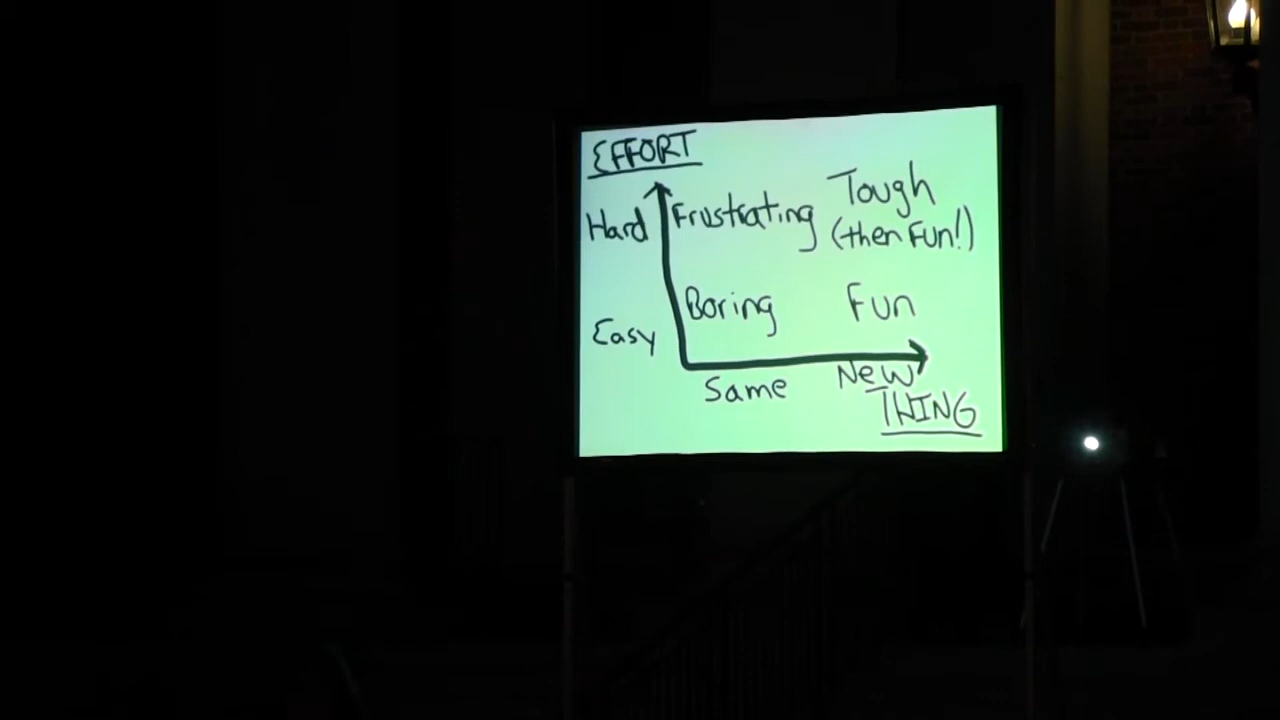 EFFORT
Hard Frustrating Tough
(then Fun!)
Easy Boring Fun
Same New
THING